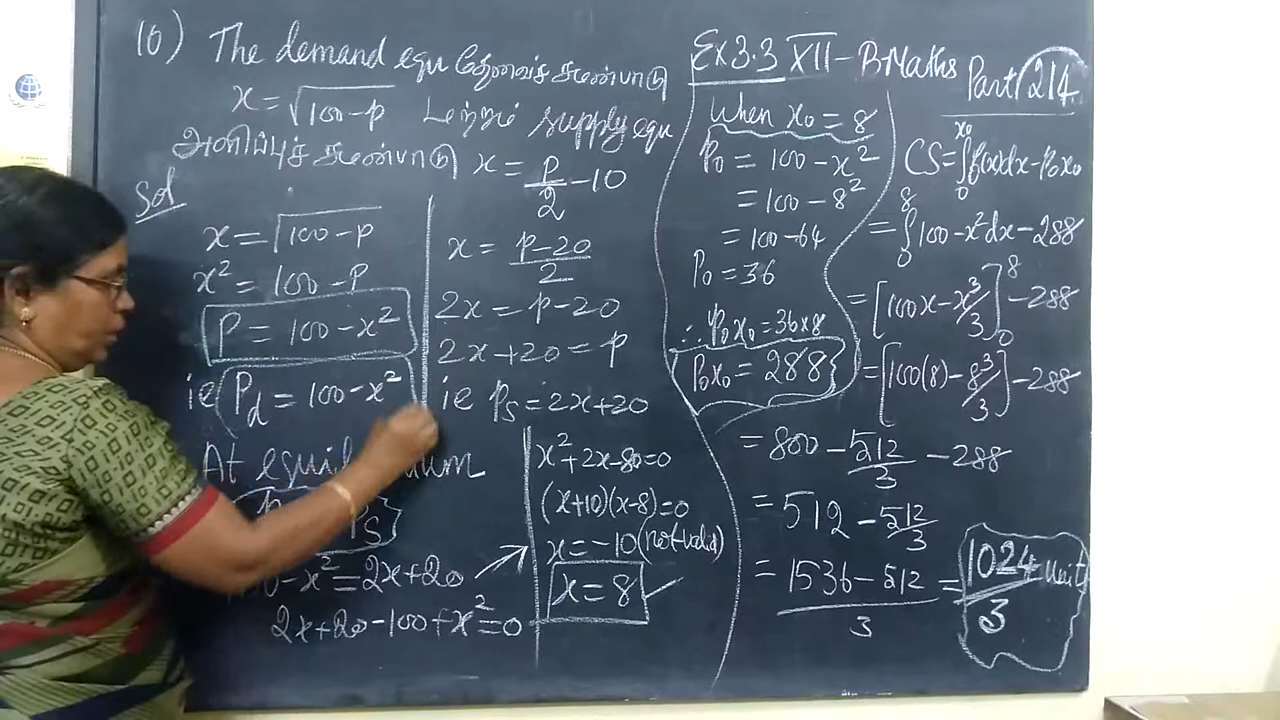 10) The demand equ தேவைச் சமன்பாடு
x = √100-p மற்றும் supply equ
அளிப்புச் சமன்பாடு x = p/2 - 10
Sol
x = √100-p
x² = 100-P
P = 100-x²
ie Pd = 100-x²
At equil um
Ps
-x² = 2x+20
2x+20-100+x² = 0
x = p-20/2
2x = p-20
2x+20 = p
ie Ps = 2x+20
x²+2x-80=0
(x+10)(x-8)=0
x = -10 (not valid)
x = 8
Ex 3.3 XII - B.Maths Part 214
When x₀ = 8
P₀ = 100-x²
= 100-8²
= 100-64
P₀ = 36
∴ P₀x₀ = 36×8
P₀x₀ = 288
CS = ∫₀^x₀ f(x)dx - p₀x₀
= ∫₀^8 100-x² dx - 288
= [100x - x³/3]₀^8 - 288
= [100(8) - 8³/3] - 288
= 800 - 512/3 - 288
= 512 - 512/3
= 1536-512/3 = 1024/3 units